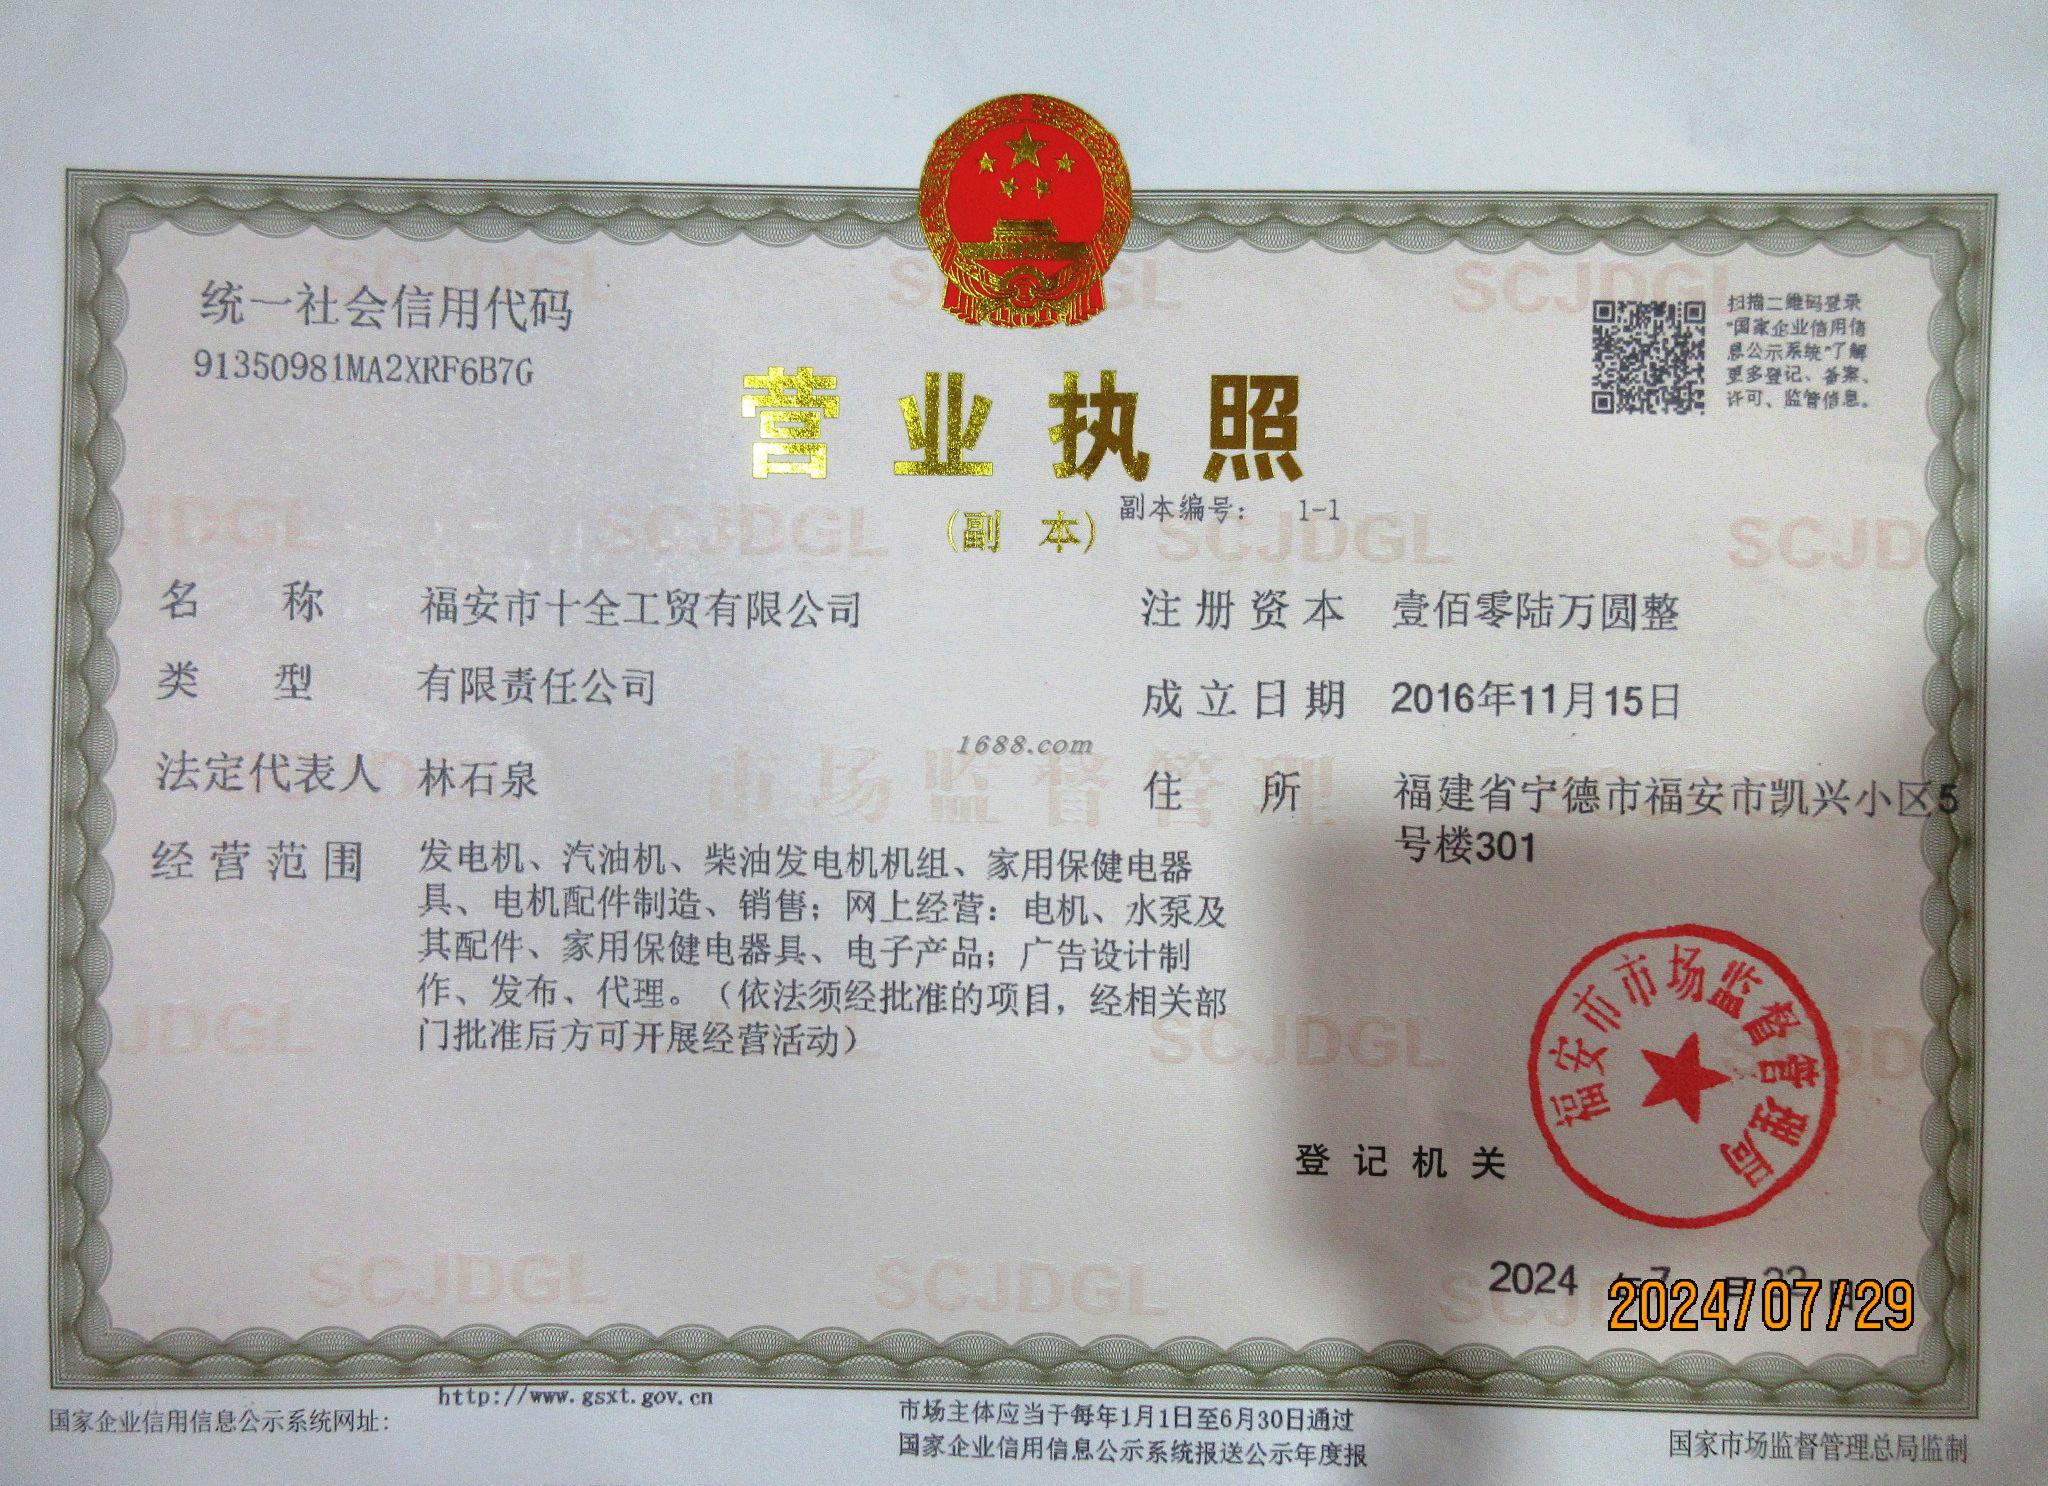 统一社会信用代码
91350981MA2XRF6B7G
扫描二维码登录
"国家企业信用信
息公示系统"了解
更多登记、备案、
许可、监管信息。
营业执照
(副 本)
副本编号: 1-1
名 称 福安市十全工贸有限公司
类 型 有限责任公司
法定代表人 林石泉
经营范围 发电机、汽油机、柴油发电机机组、家用保健电器
具、电机配件制造、销售；网上经营：电机、水泵及
其配件、家用保健电器具、电子产品；广告设计制
作、发布、代理。（依法须经批准的项目，经相关部
门批准后方可开展经营活动）
注册资本 壹佰零陆万圆整
成立日期 2016年11月15日
住 所 福建省宁德市福安市凯兴小区5
号楼301
1688.com
市场监督管理
SCJDGL
登记机关
福安市市场监督管理局
2024 年7 月
2024/07/29
国家企业信用信息公示系统网址:
http://www.gsxt.gov.cn
市场主体应当于每年1月1日至6月30日通过
国家企业信用信息公示系统报送公示年度报
国家市场监督管理总局监制